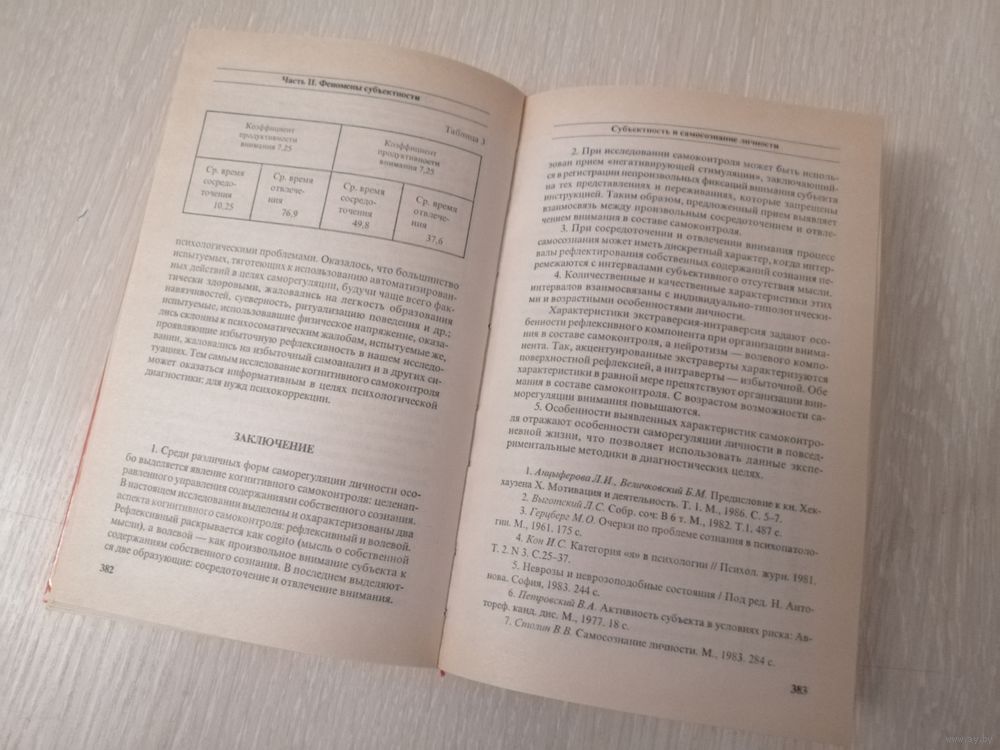 Часть II. Феномены субъектности
Таблица 3
Коэффициент
продуктивности
внимания 7,25
Коэффициент
продуктивности
внимания 7,25
Ср. время
сосредо-
точения
10,25
Ср. время
отвлече-
ния
76,9
Ср. время
сосредо-
точения
49,8
Ср. время
отвлече-
ния
37,6
психологическими проблемами. Оказалось, что большинство
испытуемых, тяготеющих к использованию автоматизирован-
ных действий в целях саморегуляции, будучи чаще всего фак-
тически здоровыми, жаловались на легкость образования
навязчивостей, суеверность, ритуализацию поведения и др.;
испытуемые, использовавшие физическое напряжение, оказа-
лись склонны к психосоматическим жалобам, испытуемые же,
проявляющие избыточную рефлексивность в нашем исследо-
вании, жаловались на избыточный самоанализ и в других си-
туациях. Тем самым исследование когнитивного самоконтроля
может оказаться информативным в целях психологической
диагностики; для нужд психокоррекции.
ЗАКЛЮЧЕНИЕ
1. Среди различных форм саморегуляции личности осо-
бо выделяется явление когнитивного самоконтроля: целенап-
равленного управления содержаниями собственного сознания.
В настоящем исследовании выделены и охарактеризованы два
аспекта когнитивного самоконтроля: рефлексивный и волевой.
Рефлексивный раскрывается как cogito (мысль о собственной
мысли), а волевой — как произвольное внимание субъекта к
содержаниям собственного сознания. В последнем выделяют-
ся две образующие: сосредоточение и отвлечение внимания.
382
Субъектность и самосознание личности
2. При исследовании самоконтроля может быть исполь-
зован прием «негативирующей стимуляции», заключающий-
ся в регистрации непроизвольных фиксаций внимания субъекта
на тех представлениях и переживаниях, которые запрещены
инструкцией. Таким образом, предложенный прием выявляет
взаимосвязь между произвольным сосредоточением и отвле-
чением внимания в составе самоконтроля.
3. При сосредоточении и отвлечении внимания процесс
самосознания может иметь дискретный характер, когда интер-
валы рефлектирования собственных содержаний сознания пе-
ремежаются с интервалами субъективного отсутствия мысли.
4. Количественные и качественные характеристики этих
интервалов взаимосвязаны с индивидуально-типологически-
ми и возрастными особенностями личности.
Характеристики экстраверсия-интраверсия задают осо-
бенности рефлексивного компонента при организации внима-
ния в составе самоконтроля, а нейротизм — волевого компо-
нента. Так, акцентуированные экстраверты характеризуются
поверхностной рефлексией, а интраверты — избыточной. Обе
характеристики в равной мере препятствуют организации вни-
мания в составе самоконтроля. С возрастом возможности са-
морегуляции внимания повышаются.
5. Особенности выявленных характеристик самоконтро-
ля отражают особенности саморегуляции личности в повсед-
невной жизни, что позволяет использовать данные экспе-
риментальные методики в диагностических целях.
1. Анцыферова Л.И., Величковский Б.М. Предисловие к кн. Хек-
хаузена Х. Мотивация и деятельность. Т. 1. М., 1986. С. 5–7.
2. Выготский Л.С. Собр. соч: В 6 т. М., 1982. Т.1. 487 с.
3. Герцберг М.О. Очерки по проблеме сознания в психопатоло-
гии. М., 1961. 175 с.
4. Кон И.С. Категория «я» в психологии // Психол. журн. 1981.
Т. 2. N 3. С.25–37.
5. Неврозы и неврозоподобные состояния / Под ред. Н. Анто-
нова. София, 1983. 244 с.
6. Петровский В.А. Активность субъекта в условиях риска: Ав-
тореф. канд. дис. М., 1977. 18 с.
7. Столин В.В. Самосознание личности. М., 1983. 284 с.
383
www.ay.by